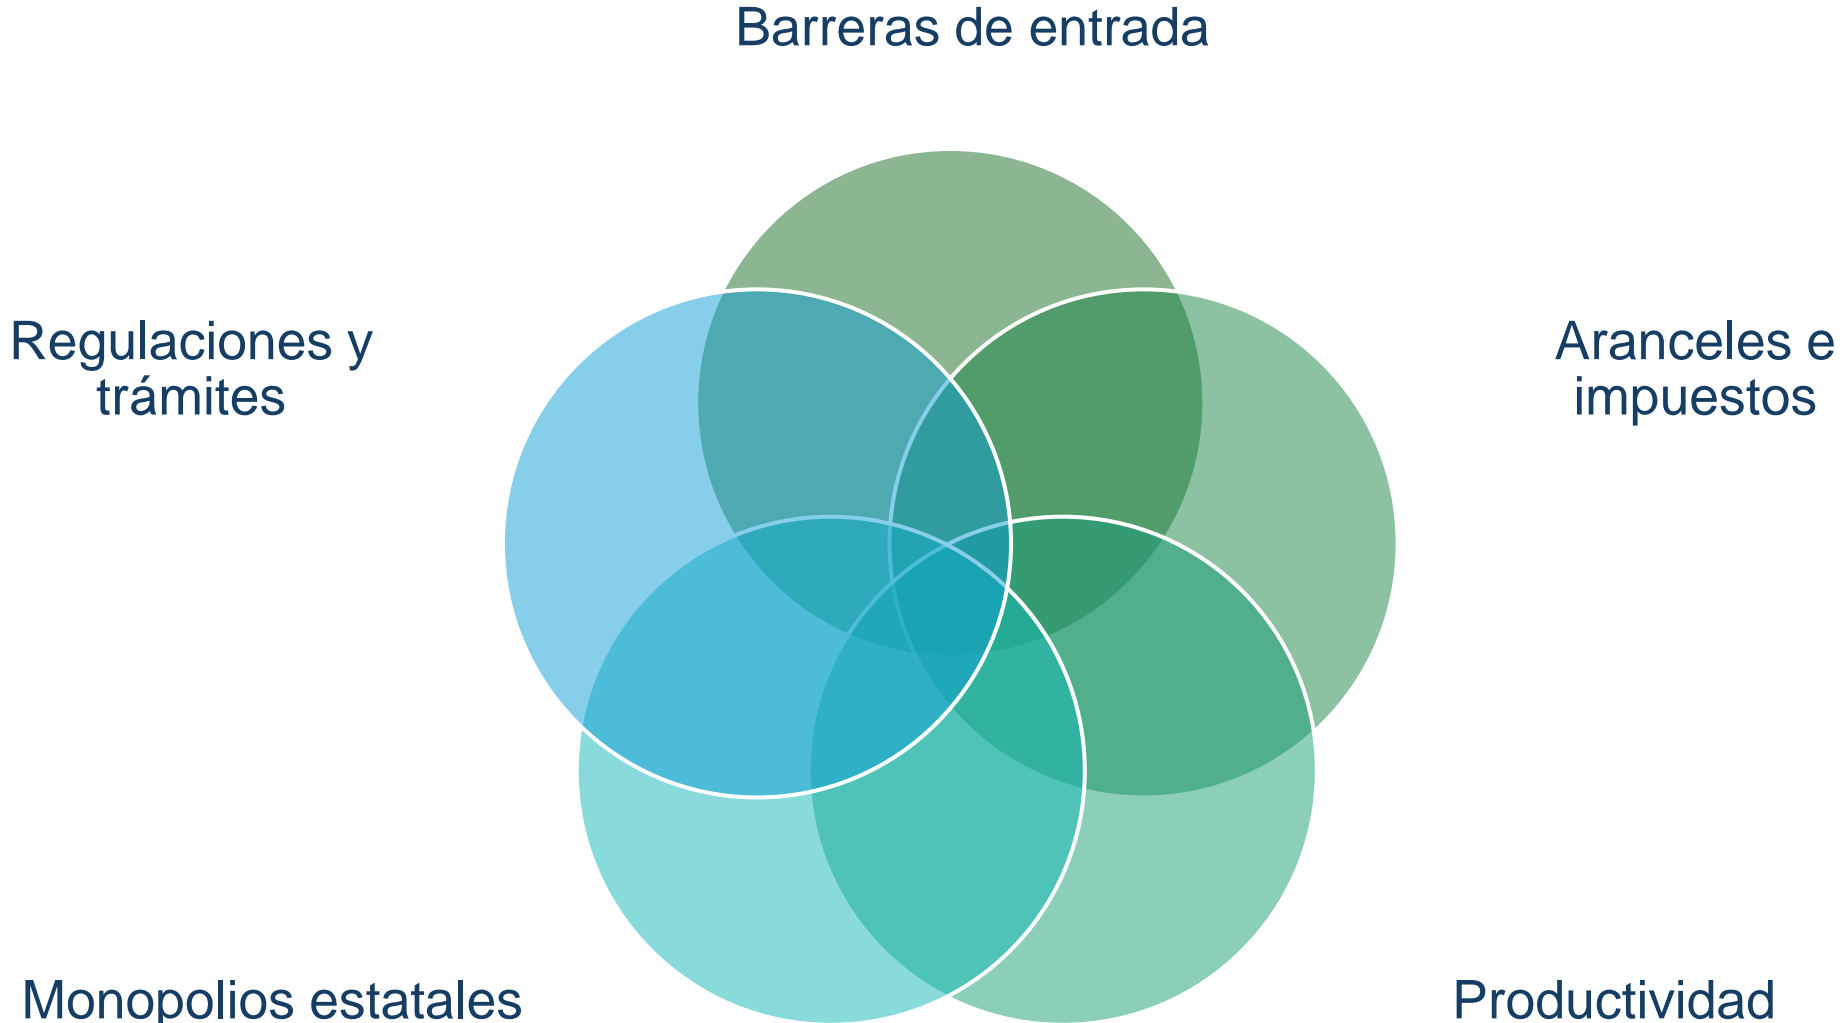 Barreras de entrada
Regulaciones y
trámites
Aranceles e
impuestos
Monopolios estatales
Productividad